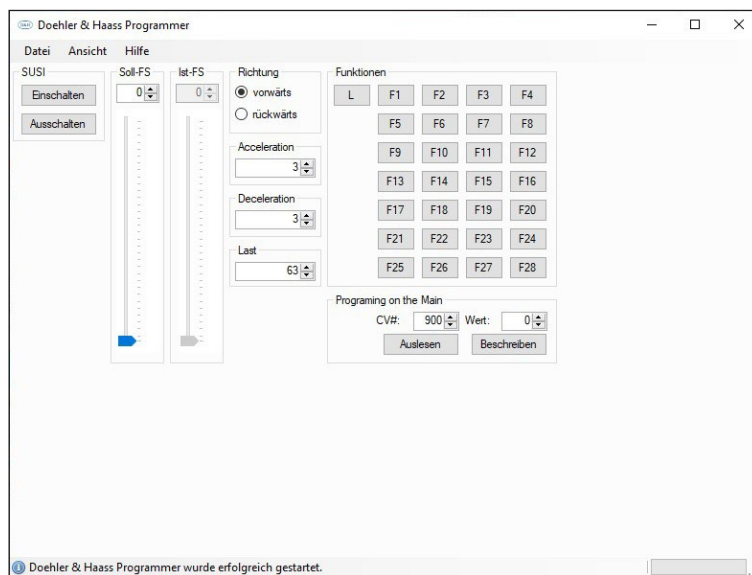 Doehler & Haass Programmer
Datei Ansicht Hilfe
SUSI
Einschalten
Ausschalten
Soll-FS
0
Ist-FS
0
Richtung
vorwärts
rückwärts
Acceleration
3
Deceleration
3
Last
63
Funktionen
L F1 F2 F3 F4
F5 F6 F7 F8
F9 F10 F11 F12
F13 F14 F15 F16
F17 F18 F19 F20
F21 F22 F23 F24
F25 F26 F27 F28
Programing on the Main
CV#: 900 Wert: 0
Auslesen Beschreiben
Doehler & Haass Programmer wurde erfolgreich gestartet.